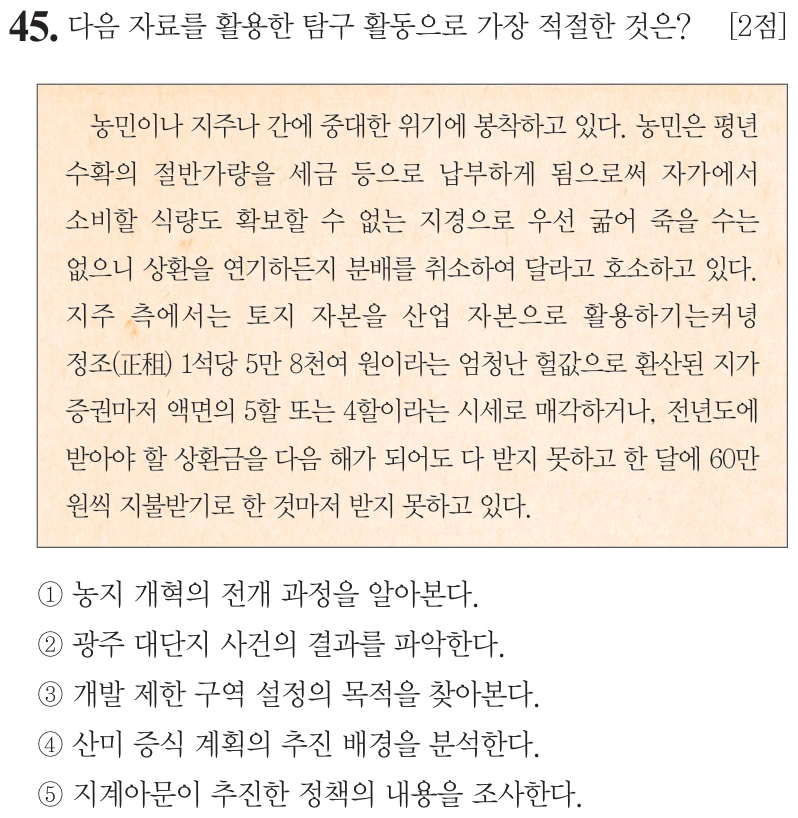 45. 다음 자료를 활용한 탐구 활동으로 가장 적절한 것은? [2점]
농민이나 지주나 간에 중대한 위기에 봉착하고 있다. 농민은 평년
수확의 절반가량을 세금 등으로 납부하게 됨으로써 자가에서
소비할 식량도 확보할 수 없는 지경으로 우선 굶어 죽을 수는
없으니 상환을 연기하든지 분배를 취소하여 달라고 호소하고 있다.
지주 측에서는 토지 자본을 산업 자본으로 활용하기는커녕
정조(正租) 1석당 5만 8천여 원이라는 엄청난 헐값으로 환산된 지가
증권마저 액면의 5할 또는 4할이라는 시세로 매각하거나, 전년도에
받아야 할 상환금을 다음 해가 되어도 다 받지 못하고 한 달에 60만
원씩 지불받기로 한 것마저 받지 못하고 있다.
① 농지 개혁의 전개 과정을 알아본다.
② 광주 대단지 사건의 결과를 파악한다.
③ 개발 제한 구역 설정의 목적을 찾아본다.
④ 산미 증식 계획의 추진 배경을 분석한다.
⑤ 지계아문이 추진한 정책의 내용을 조사한다.